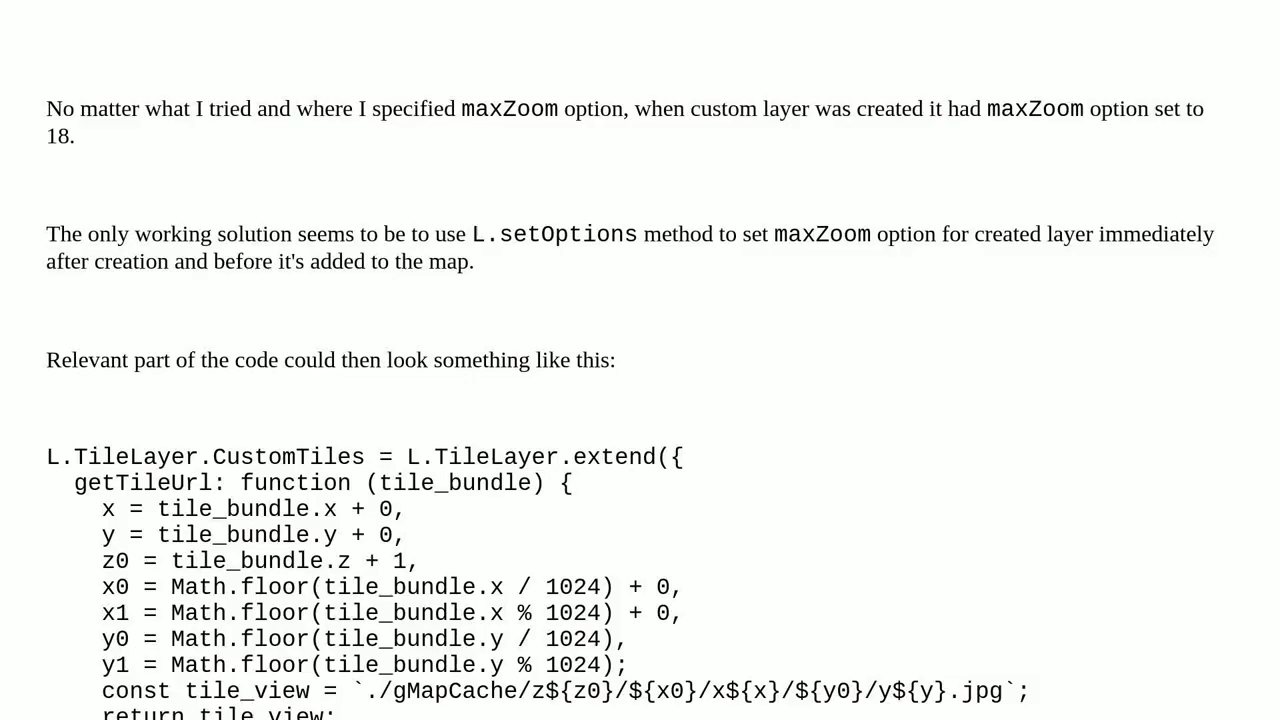 No matter what I tried and where I specified maxZoom option, when custom layer was created it had maxZoom option set to
18.
The only working solution seems to be to use L.setOptions method to set maxZoom option for created layer immediately
after creation and before it's added to the map.
Relevant part of the code could then look something like this:
L.TileLayer.CustomTiles = L.TileLayer.extend({
  getTileUrl: function (tile_bundle) {
    x = tile_bundle.x + 0,
    y = tile_bundle.y + 0,
    z0 = tile_bundle.z + 1,
    x0 = Math.floor(tile_bundle.x / 1024) + 0,
    x1 = Math.floor(tile_bundle.x % 1024) + 0,
    y0 = Math.floor(tile_bundle.y / 1024),
    y1 = Math.floor(tile_bundle.y % 1024);
    const tile_view = `./gMapCache/z${z0}/${x0}/x${x}/${y0}/y${y}.jpg`;
    return tile_view;